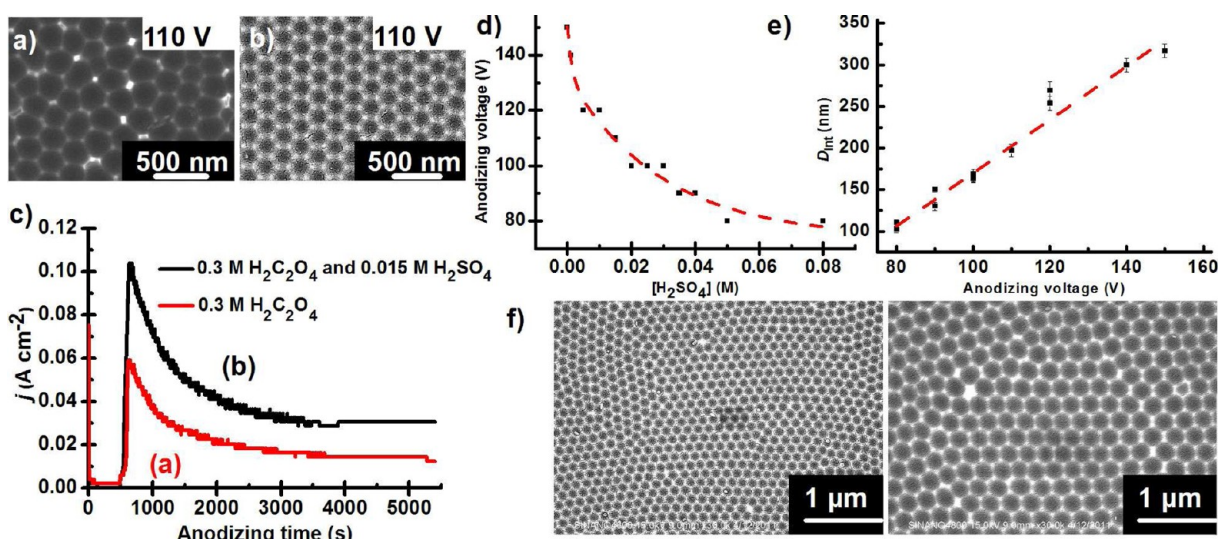 a)
110 V
500 nm
b)
110 V
500 nm
c)
j (A cm⁻²)
0.12
0.10
0.08
0.06
0.04
0.02
0.00
0.3 M H₂C₂O₄ and 0.015 M H₂SO₄
0.3 M H₂C₂O₄
(b)
(a)
0 1000 2000 3000 4000 5000
Anodizing time (s)
d)
Anodizing voltage (V)
140
120
100
80
0.00 0.02 0.04 0.06 0.08
[H₂SO₄] (M)
e)
Dint (nm)
350
300
250
200
150
100
80 100 120 140 160
Anodizing voltage (V)
f)
1 µm
1 µm